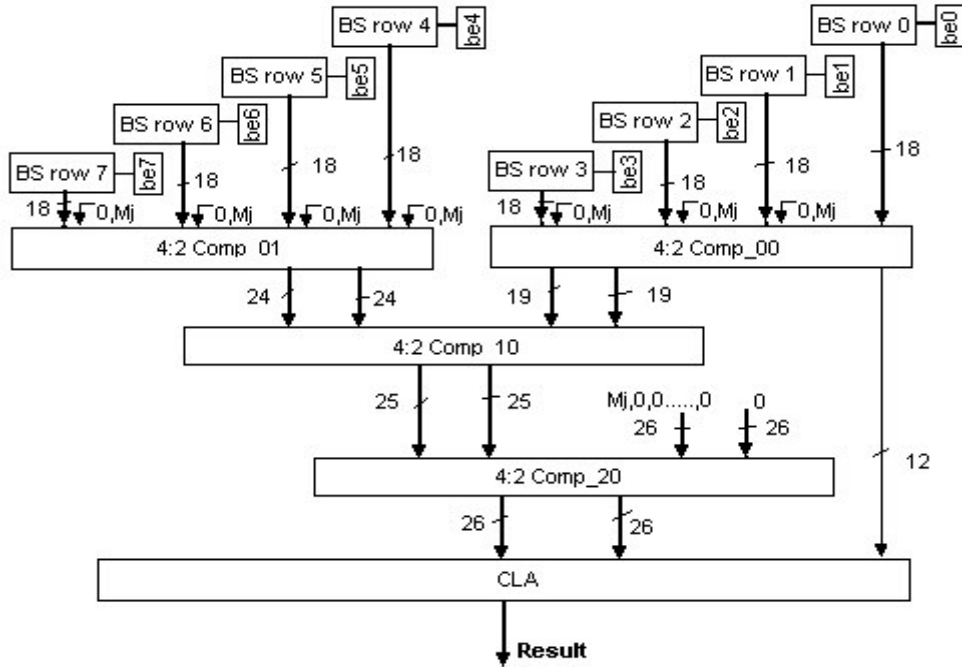 BS row 4 be4
BS row 0 be0
BS row 5 be5
BS row 1 be1
BS row 6 be6
BS row 2 be2
BS row 7 be7
BS row 3 be3
18 18 18 18
18 18 18 18
0,Mj 0,Mj 0,Mj 0,Mj
0,Mj 0,Mj 0,Mj
4:2 Comp_01
4:2 Comp_00
24 24 19 19
4:2 Comp_10
25 25
Mj,0,0.....,0 0
26 26
12
4:2 Comp_20
26 26
CLA
Result